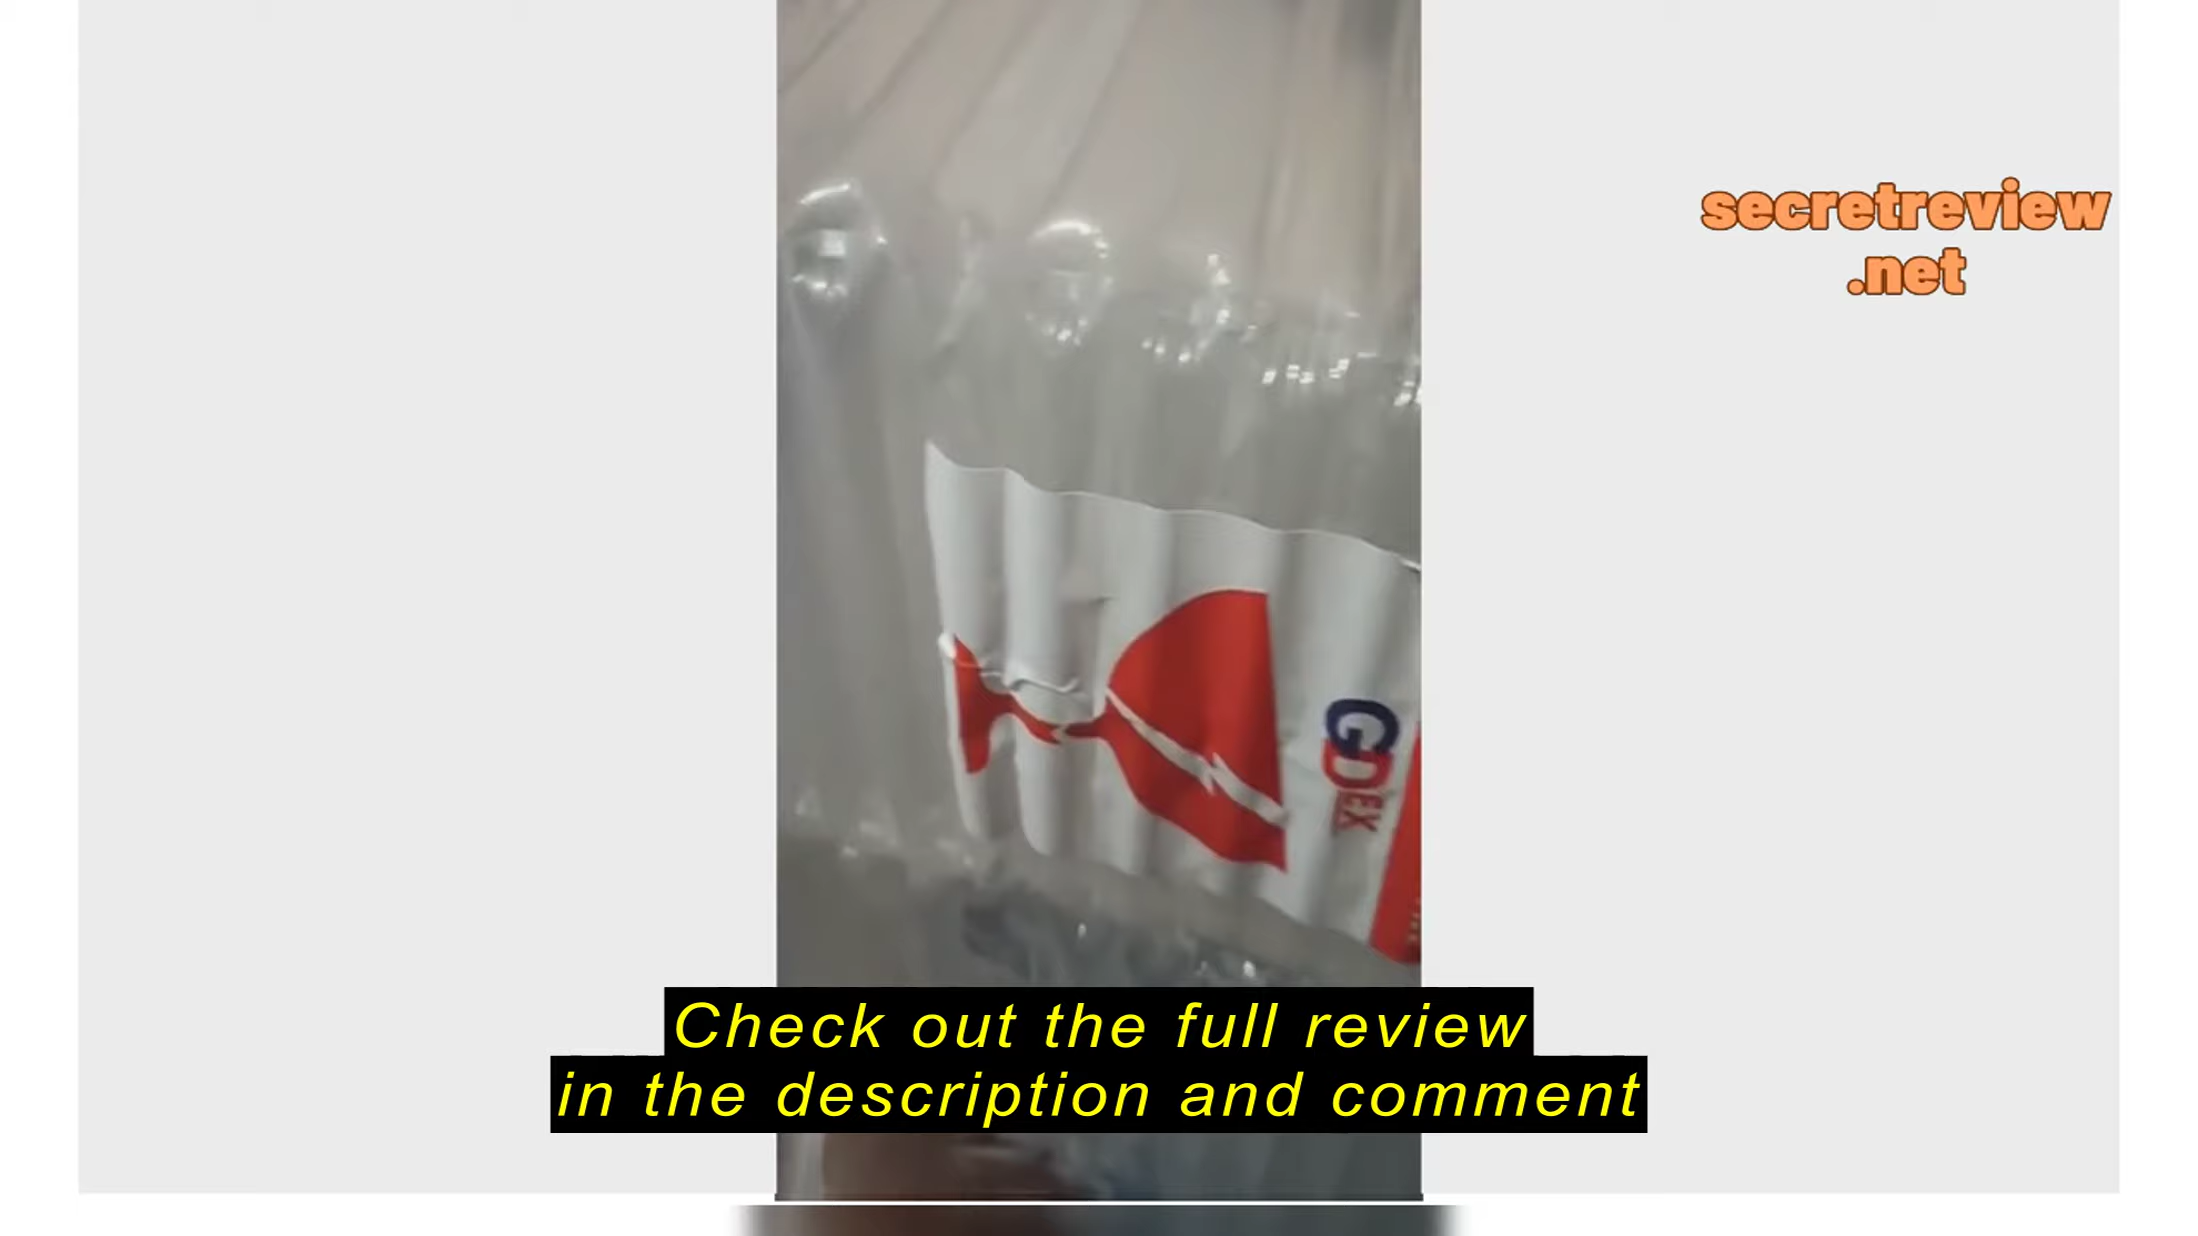 secretreview
.net
GDEX
Check out the full review
in the description and comment